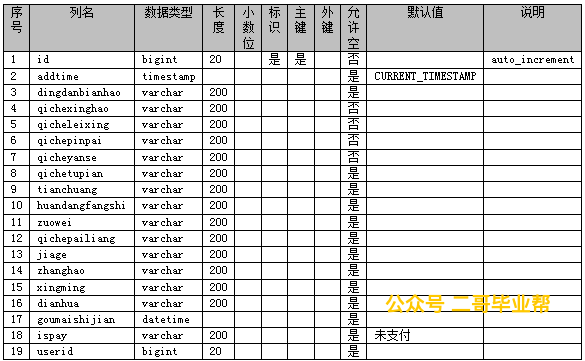 序号 列名 数据类型 长度 小数位 标识 主键 外键 允许空 默认值 说明
1 id bigint 20 是 是 否 auto_increment
2 addtime timestamp 是 CURRENT_TIMESTAMP
3 dingdanbianhao varchar 200 是
4 qichexinghao varchar 200 否
5 qicheleixing varchar 200 否
6 qichepinpai varchar 200 否
7 qicheyanse varchar 200 否
8 qichetupian varchar 200 是
9 tianchuang varchar 200 是
10 huandangfangshi varchar 200 是
11 zuowei varchar 200 是
12 qichepailiang varchar 200 是
13 jiage varchar 200 是
14 zhanghao varchar 200 是
15 xingming varchar 200 是
16 dianhua varchar 200 是
17 goumaishijian datetime 是
18 ispay varchar 200 是 未支付
19 userid bigint 20 是
公众号 二哥毕业帮